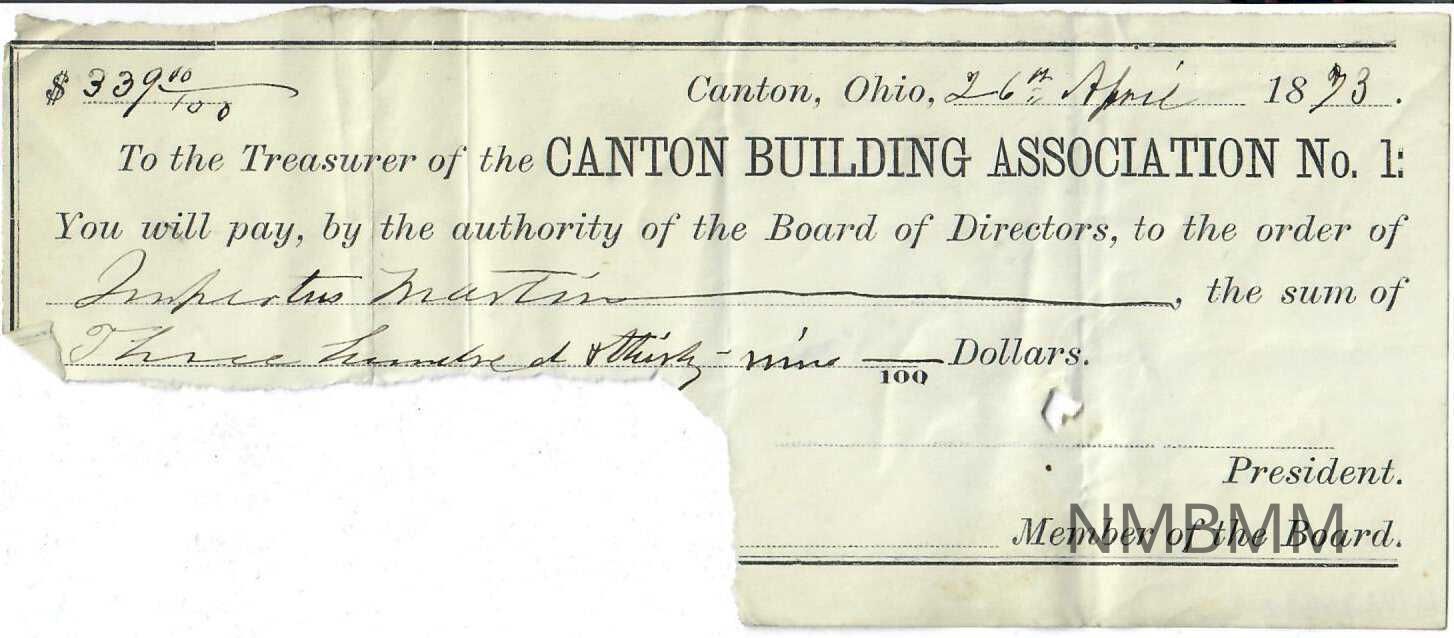 $ 339 00/100 Canton, Ohio, 26th April 1873.
To the Treasurer of the CANTON BUILDING ASSOCIATION No. 1:
You will pay, by the authority of the Board of Directors, to the order of
Martin, the sum of
Three hundred & thirty-nine /100 Dollars.
President.
Member of the Board.
NMBMM